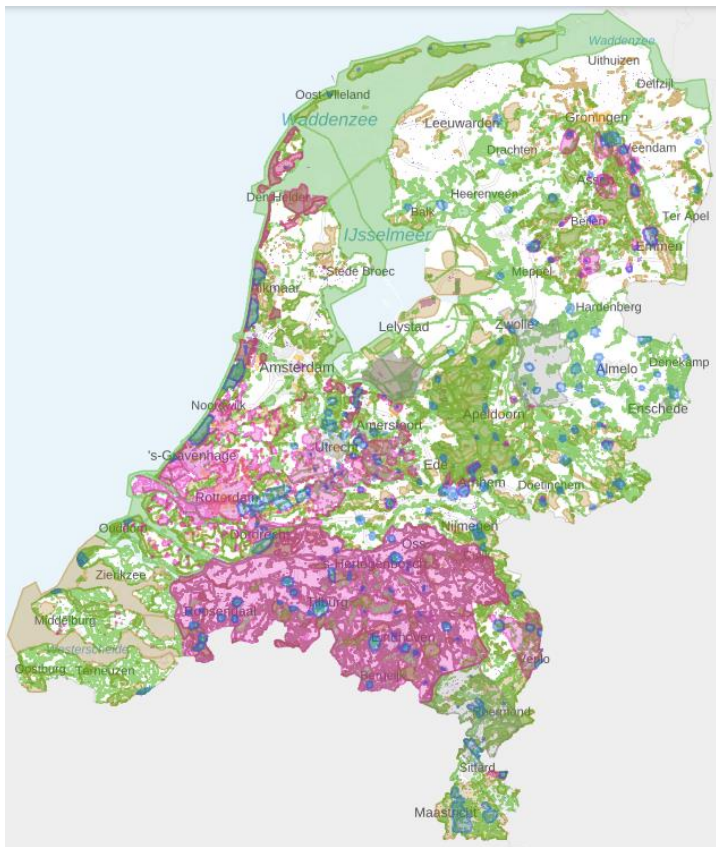 Waddenzee
Uithuizen
Delfzijl
Oost-Vlieland
Waddenzee
Leeuwarden
Groningen
Drachten
Veendam
Assen
Den Helder
Heerenveen
Balk
Beilen
Ter Apel
IJsselmeer
Emmen
Stede Broec
Meppel
Alkmaar
Hardenberg
Lelystad
Zwolle
Amsterdam
Almelo
Denekamp
Noordwijk
Apeldoorn
Enschede
Amersfoort
Utrecht
's-Gravenhage
Ede
Rotterdam
Arnhem
Doetinchem
Ouddorp
Dordrecht
Nijmegen
Oss
's-Hertogenbosch
Zierikzee
Roosendaal
Tilburg
Middelburg
Eindhoven
Westerschelde
Venlo
Oostburg
Terneuzen
Bergeijk
Roermond
Sittard
Maastricht